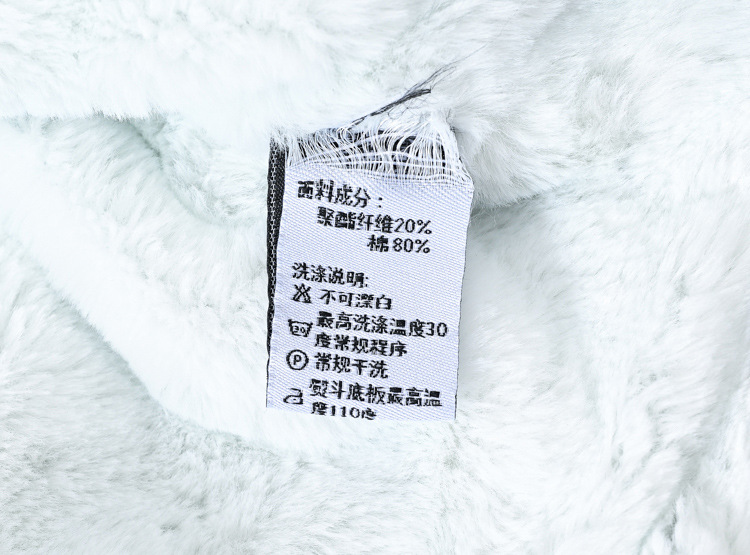 面料成分：
聚酯纤维20%
棉80%
洗涤说明:
不可漂白
30 最高洗涤温度30
度常规程序
P 常规干洗
熨斗底板最高温
度110度